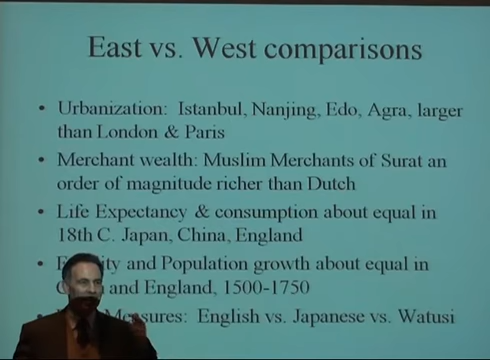 East vs. West comparisons
• Urbanization: Istanbul, Nanjing, Edo, Agra, larger
than London & Paris
• Merchant wealth: Muslim Merchants of Surat an
order of magnitude richer than Dutch
• Life Expectancy & consumption about equal in
18th C. Japan, China, England
• and Population growth about equal in
and England, 1500-1750
• Measures: English vs. Japanese vs. Watusi